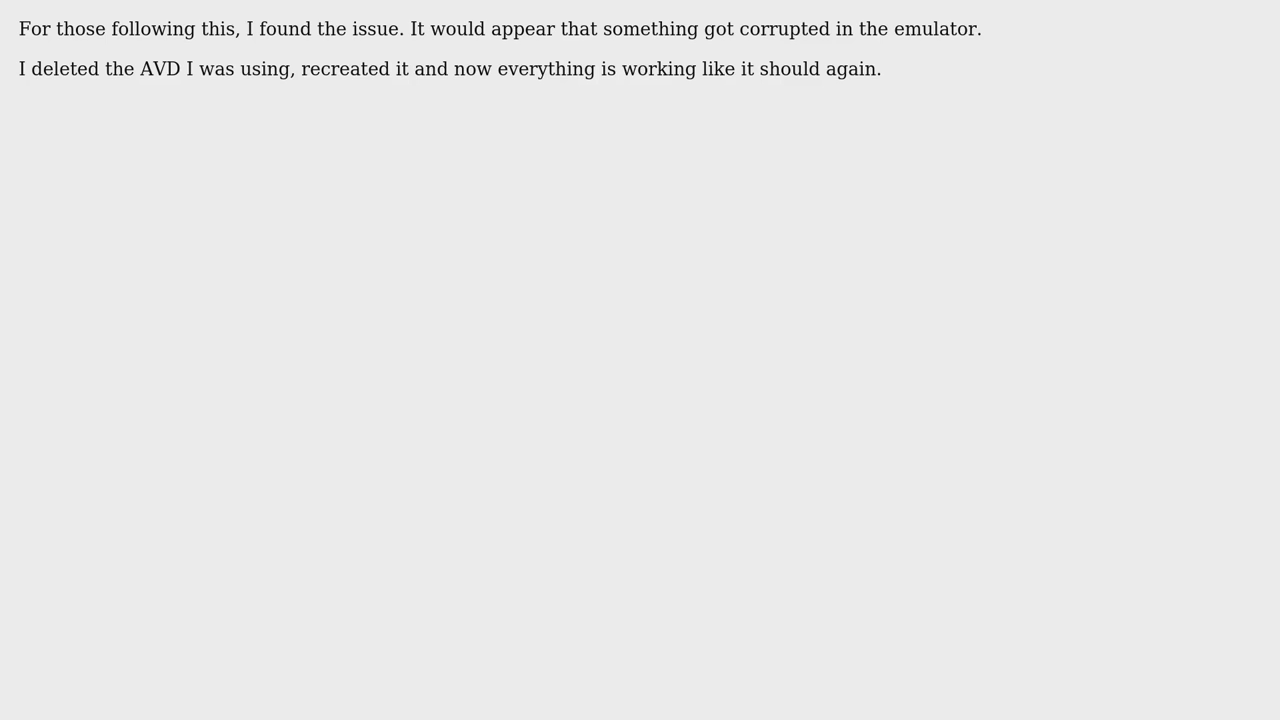 For those following this, I found the issue. It would appear that something got corrupted in the emulator.
I deleted the AVD I was using, recreated it and now everything is working like it should again.